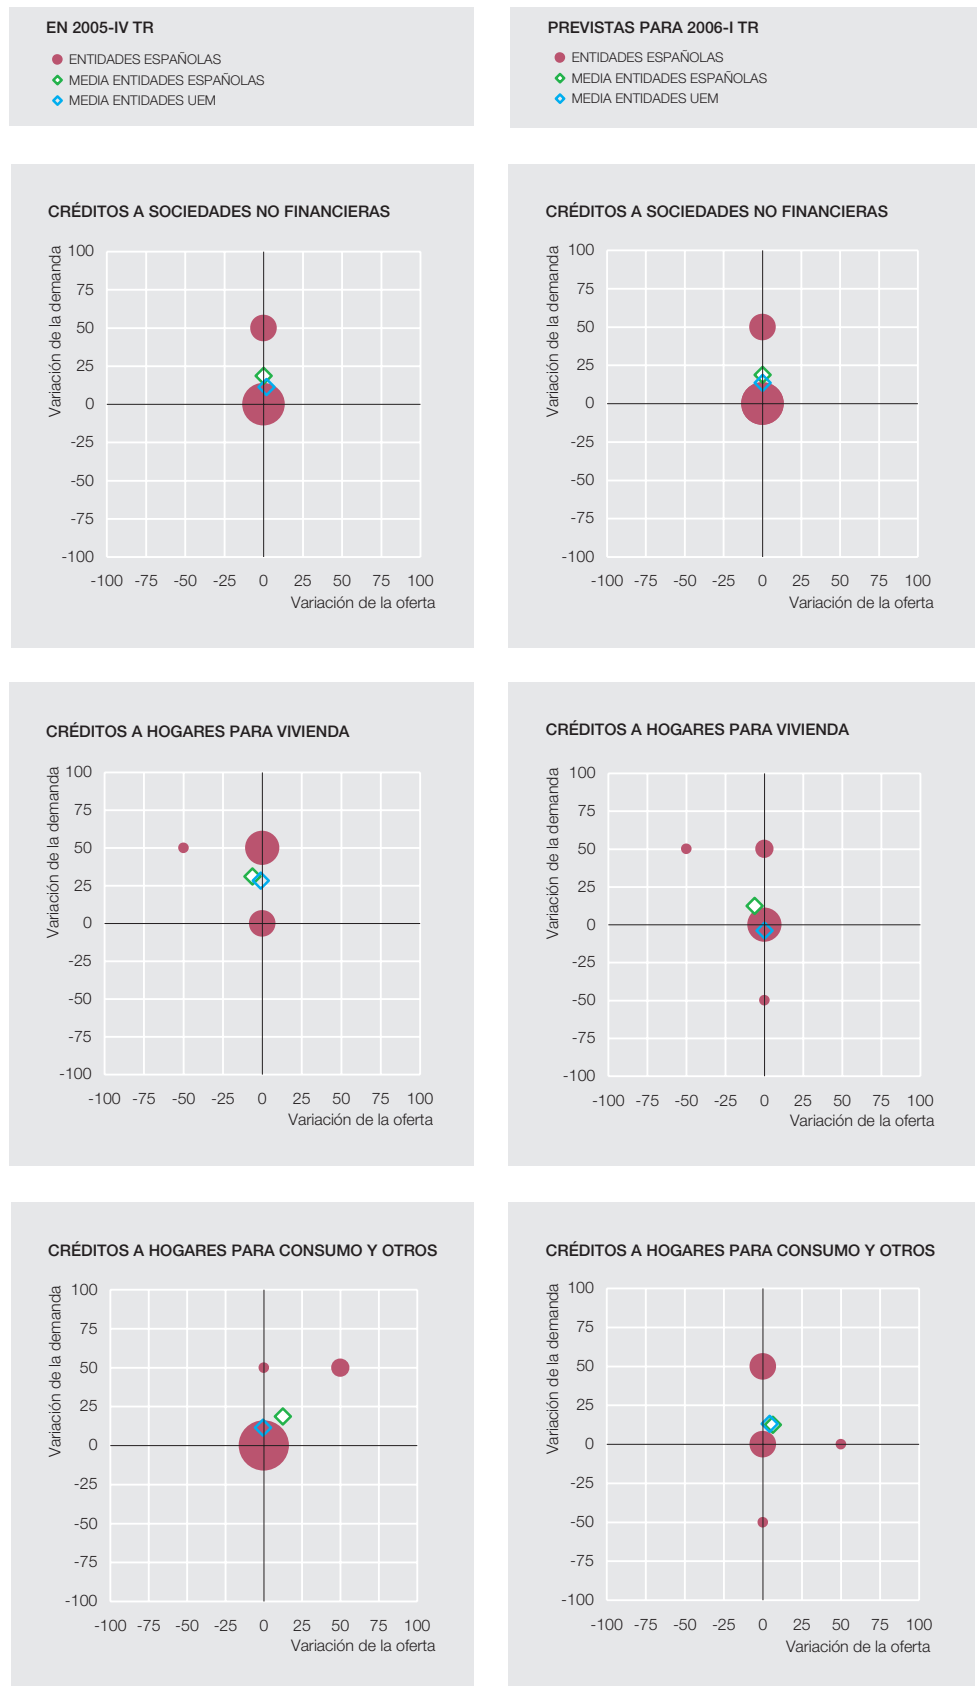 EN 2005-IV TR
ENTIDADES ESPAÑOLAS
MEDIA ENTIDADES ESPAÑOLAS
MEDIA ENTIDADES UEM
PREVISTAS PARA 2006-I TR
ENTIDADES ESPAÑOLAS
MEDIA ENTIDADES ESPAÑOLAS
MEDIA ENTIDADES UEM
CRÉDITOS A SOCIEDADES NO FINANCIERAS
Variación de la demanda
100
75
50
25
0
-25
-50
-75
-100
-100 -75 -50 -25 0 25 50 75 100
Variación de la oferta
CRÉDITOS A SOCIEDADES NO FINANCIERAS
Variación de la demanda
100
75
50
25
0
-25
-50
-75
-100
-100 -75 -50 -25 0 25 50 75 100
Variación de la oferta
CRÉDITOS A HOGARES PARA VIVIENDA
Variación de la demanda
100
75
50
25
0
-25
-50
-75
-100
-100 -75 -50 -25 0 25 50 75 100
Variación de la oferta
CRÉDITOS A HOGARES PARA VIVIENDA
Variación de la demanda
100
75
50
25
0
-25
-50
-75
-100
-100 -75 -50 -25 0 25 50 75 100
Variación de la oferta
CRÉDITOS A HOGARES PARA CONSUMO Y OTROS
Variación de la demanda
100
75
50
25
0
-25
-50
-75
-100
-100 -75 -50 -25 0 25 50 75 100
Variación de la oferta
CRÉDITOS A HOGARES PARA CONSUMO Y OTROS
Variación de la demanda
100
75
50
25
0
-25
-50
-75
-100
-100 -75 -50 -25 0 25 50 75 100
Variación de la oferta